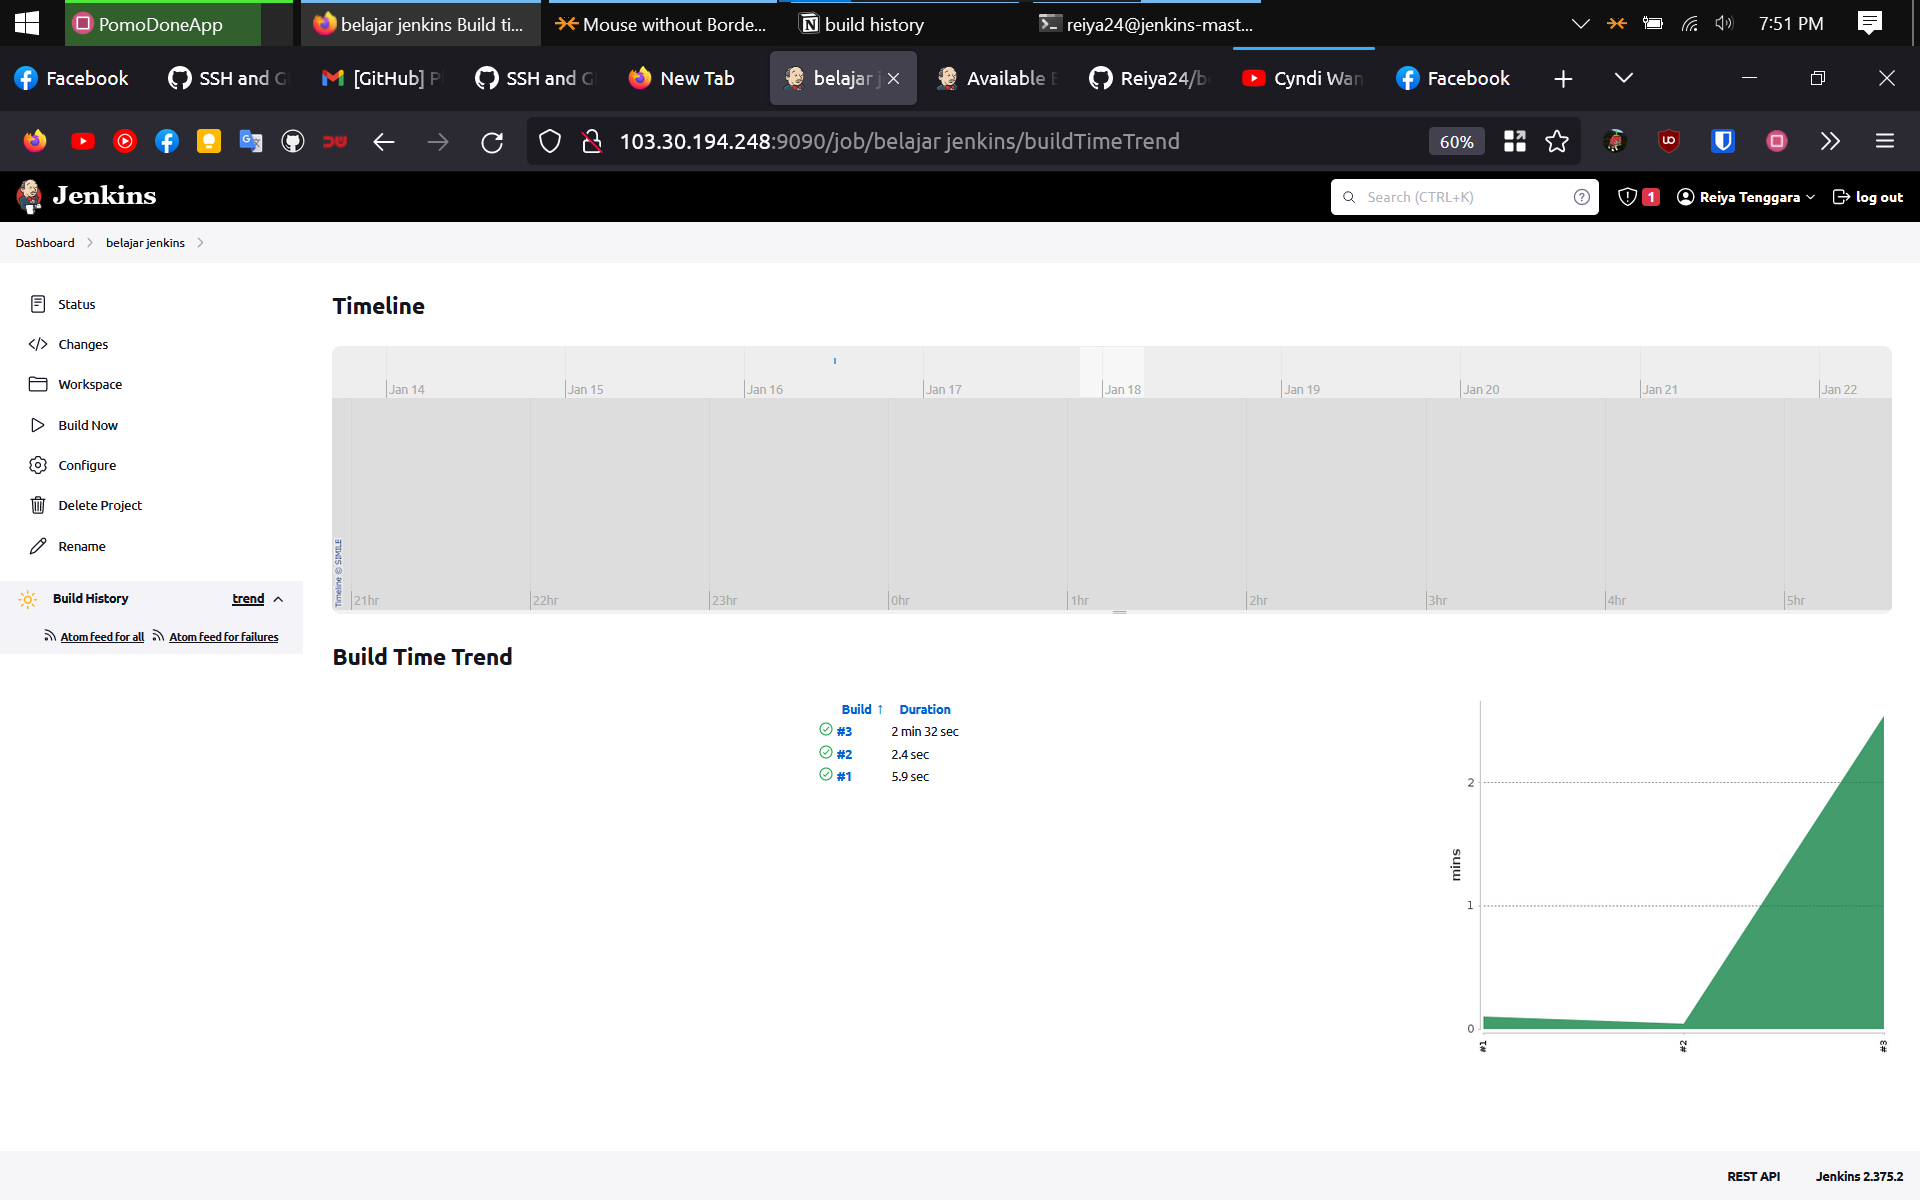 PomoDoneApp
belajar jenkins Build ti...
Mouse without Borde...
build history
reiya24@jenkins-mast...
7:51 PM
Facebook
SSH and G
[GitHub] P
SSH and G
New Tab
belajar j
Available
Reiya24/b
Cyndi Wan
Facebook
103.30.194.248:9090/job/belajar jenkins/buildTimeTrend
60%
Jenkins
Search (CTRL+K)
1
Reiya Tenggara
log out
Dashboard
belajar jenkins
Status
Changes
Workspace
Build Now
Configure
Delete Project
Rename
Build History
trend
Atom feed for all
Atom feed for failures
Timeline
Jan 14
Jan 15
Jan 16
Jan 17
Jan 18
Jan 19
Jan 20
Jan 21
Jan 22
Timeline © SIMILE
21hr
22hr
23hr
0hr
1hr
2hr
3hr
4hr
5hr
Build Time Trend
Build ↑ Duration
#3 2 min 32 sec
#2 2.4 sec
#1 5.9 sec
mins
2
1
0
#1
#2
#3
REST API
Jenkins 2.375.2